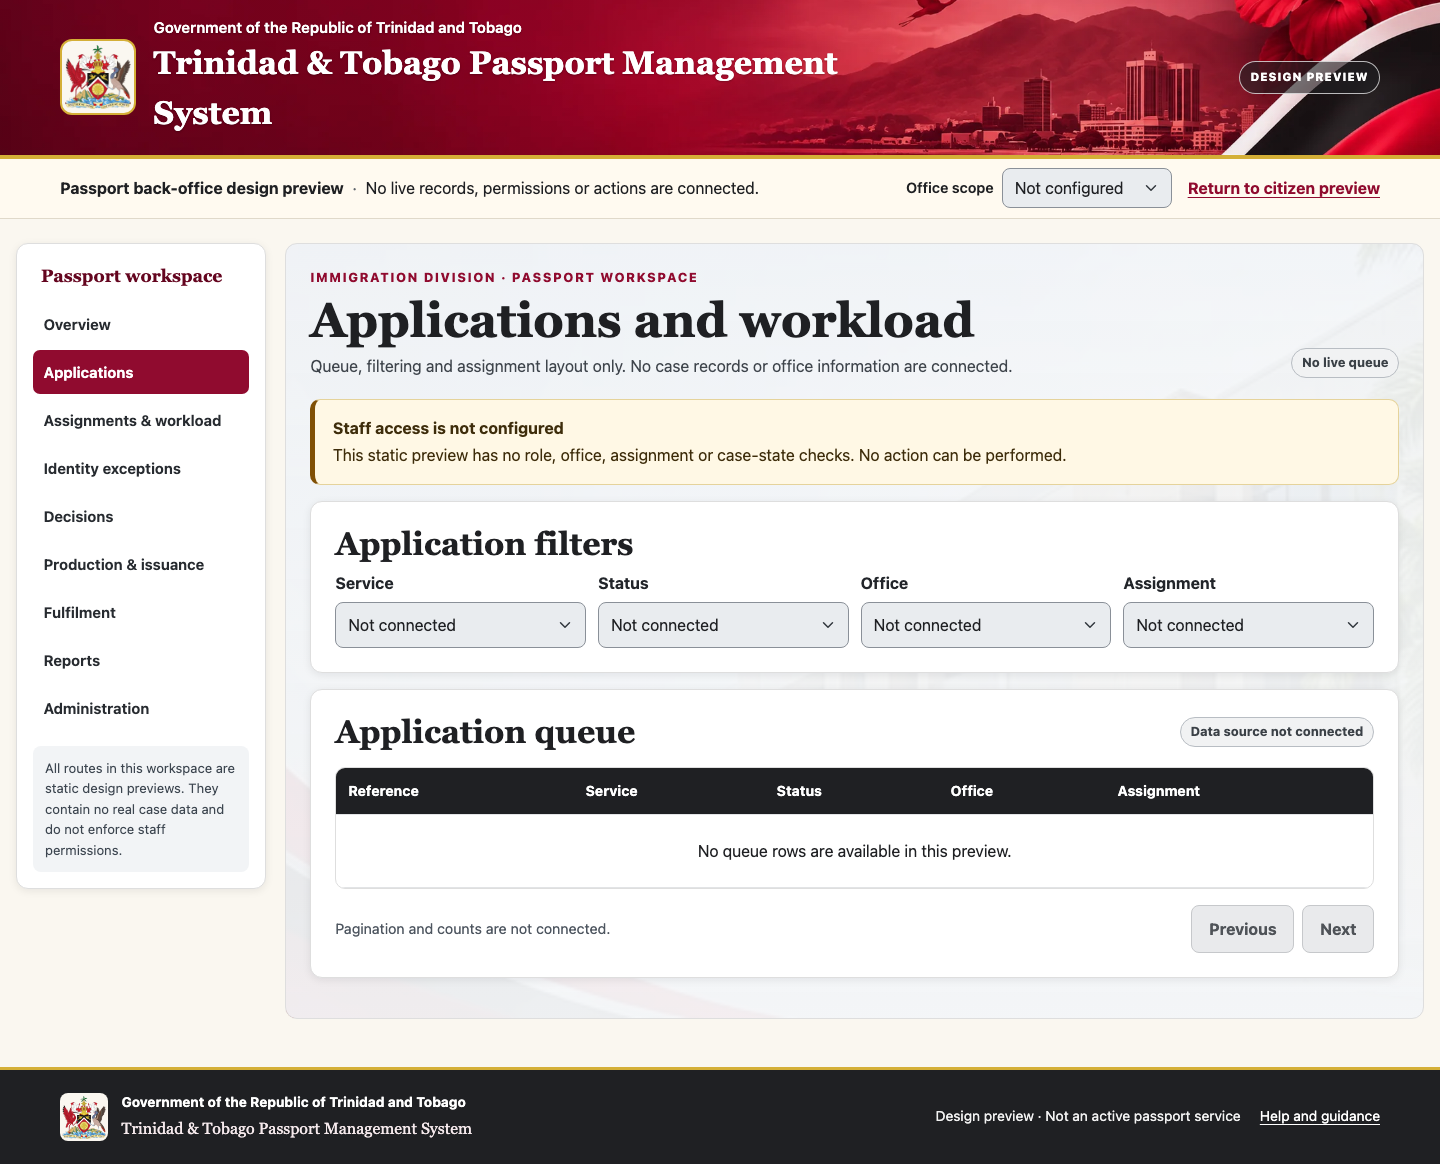 Government of the Republic of Trinidad and Tobago
Trinidad & Tobago Passport Management
System
DESIGN PREVIEW
Passport back-office design preview · No live records, permissions or actions are connected.
Office scope
Not configured
Return to citizen preview
Passport workspace
Overview
Applications
Assignments & workload
Identity exceptions
Decisions
Production & issuance
Fulfilment
Reports
Administration
All routes in this workspace are
static design previews. They
contain no real case data and
do not enforce staff
permissions.
IMMIGRATION DIVISION · PASSPORT WORKSPACE
Applications and workload
Queue, filtering and assignment layout only. No case records or office information are connected.
No live queue
Staff access is not configured
This static preview has no role, office, assignment or case-state checks. No action can be performed.
Application filters
Service Status Office Assignment
Not connected Not connected Not connected Not connected
Application queue
Data source not connected
Reference Service Status Office Assignment
No queue rows are available in this preview.
Pagination and counts are not connected.
Previous Next
Government of the Republic of Trinidad and Tobago
Trinidad & Tobago Passport Management System
Design preview · Not an active passport service Help and guidance